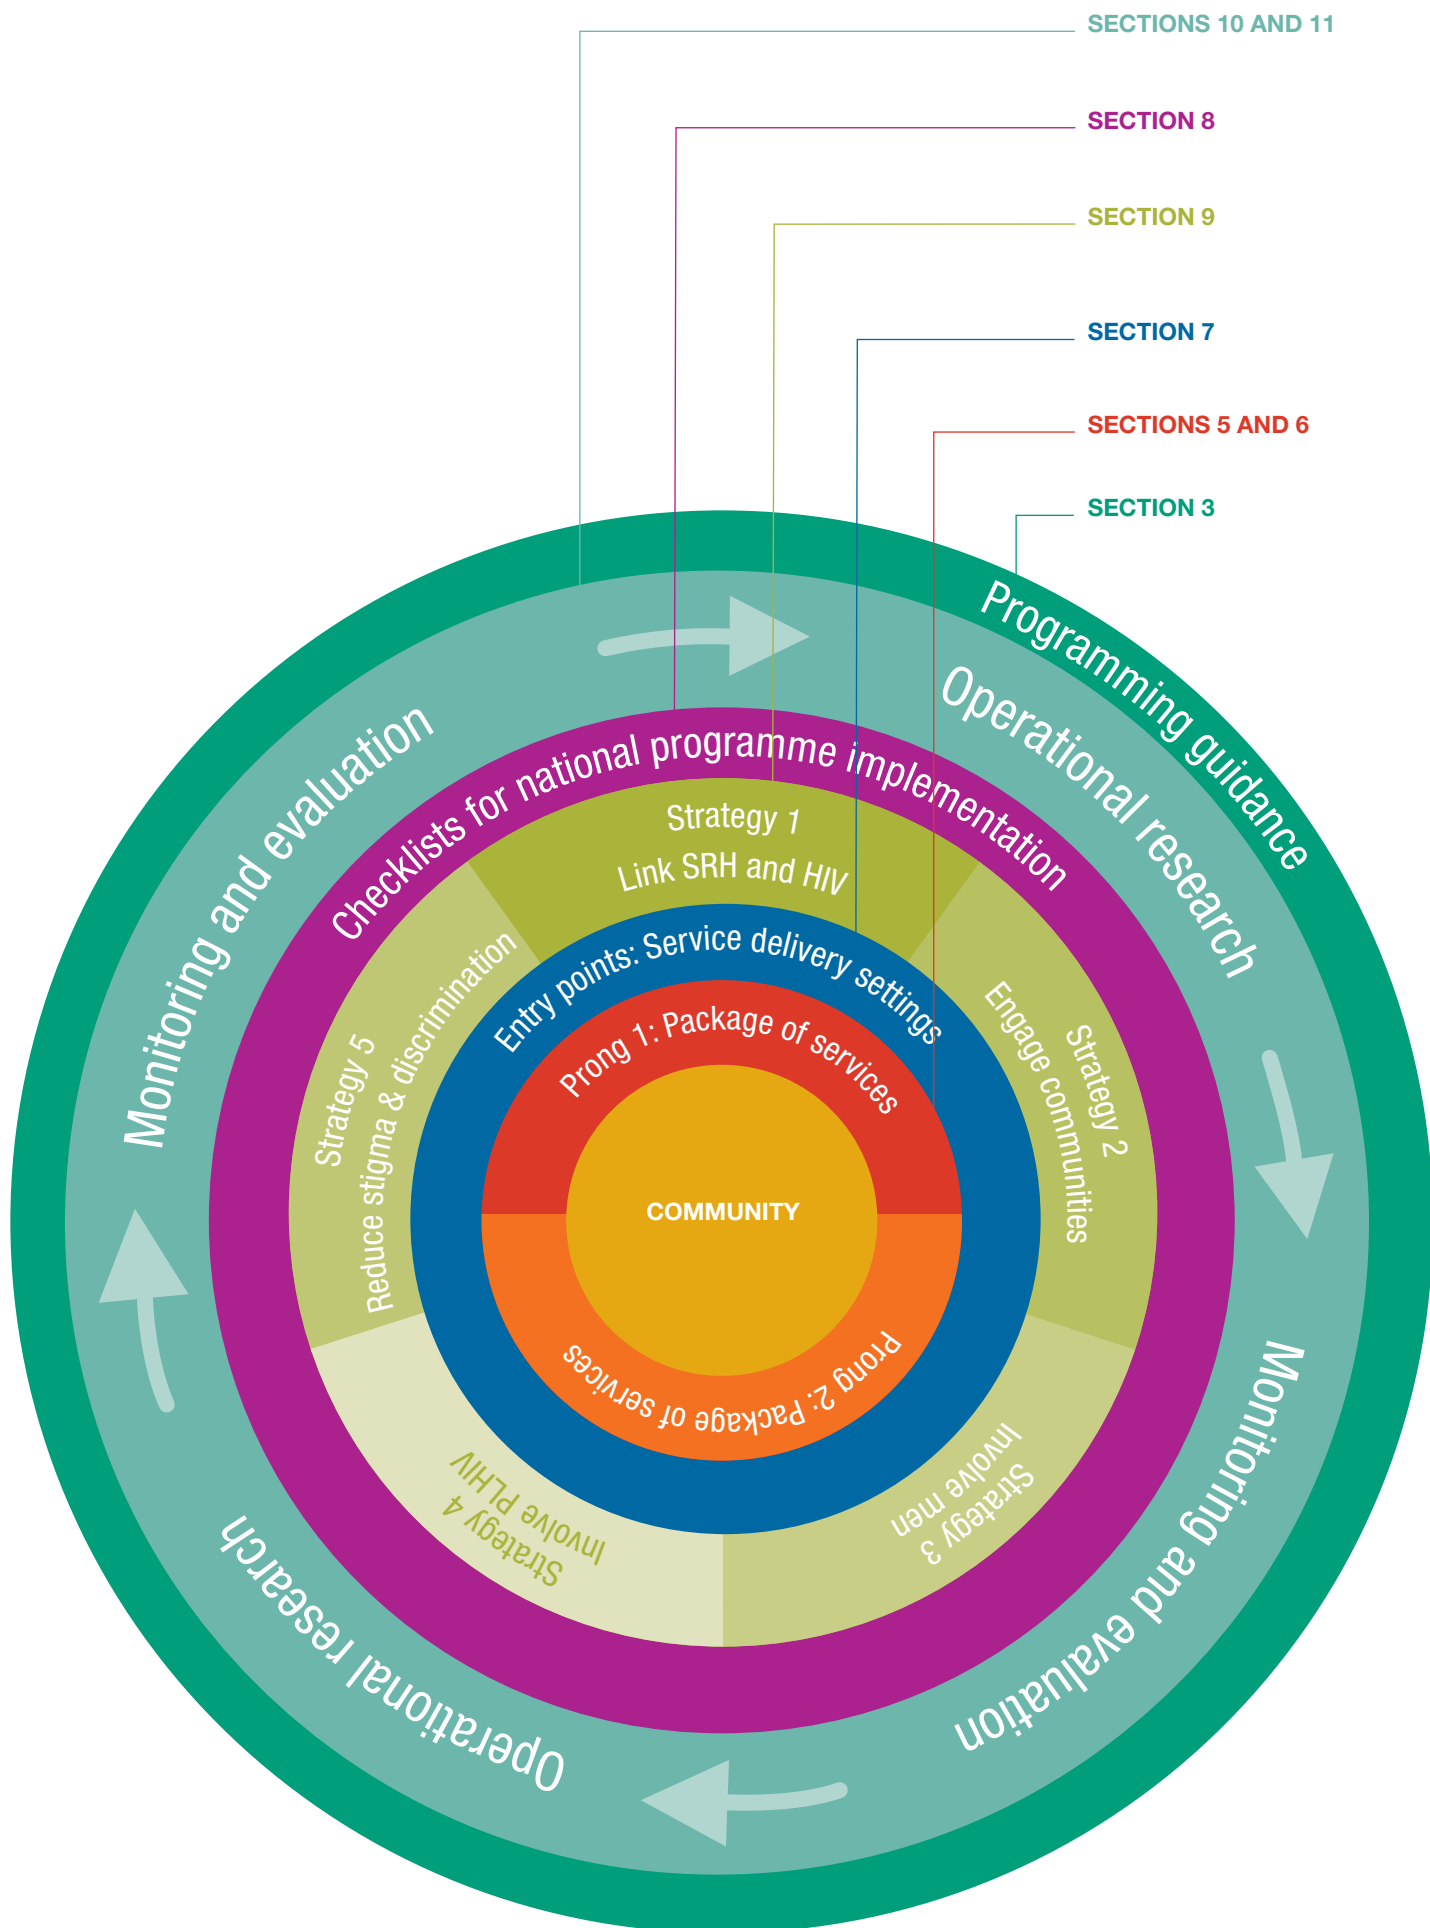 SECTIONS 10 AND 11
SECTION 8
SECTION 9
SECTION 7
SECTIONS 5 AND 6
SECTION 3
Programming guidance
Operational research
Monitoring and evaluation
Operational research
Monitoring and evaluation
Checklists for national programme implementation
Strategy 1
Link SRH and HIV
Strategy 2
Engage communities
Strategy 3
Involve men
Strategy 4
Involve PLHIV
Strategy 5
Reduce stigma & discrimination
Entry points: Service delivery settings
Prong 1: Package of services
COMMUNITY
Prong 2: Package of services